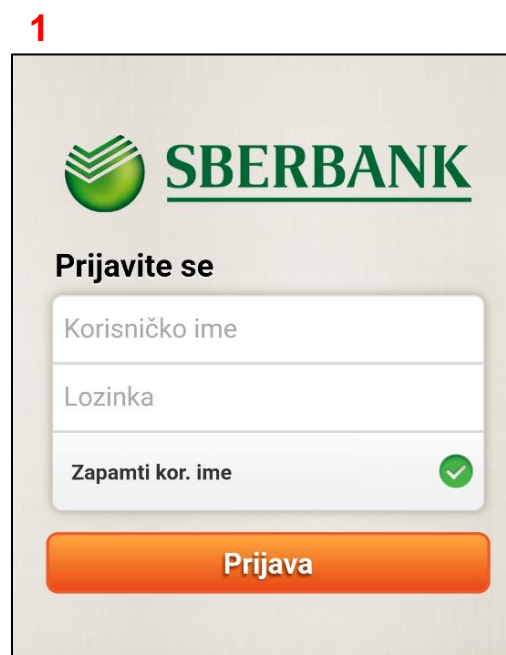 1
SBERBANK
Prijavite se
Korisničko ime
Lozinka
Zapamti kor. ime
Prijava